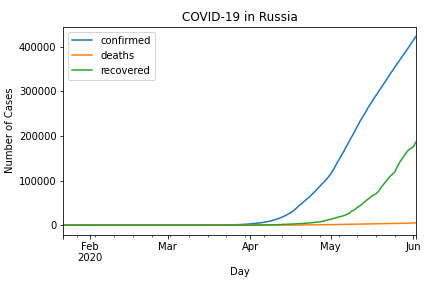 COVID-19 in Russia
confirmed
deaths
recovered
Number of Cases
400000
300000
200000
100000
0
Feb
2020
Mar
Apr
May
Jun
Day